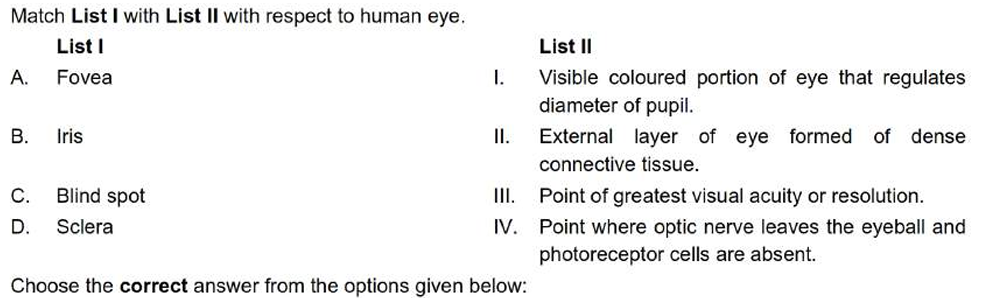 Match List I with List II with respect to human eye.
List I List II
A. Fovea I. Visible coloured portion of eye that regulates
diameter of pupil.
B. Iris II. External layer of eye formed of dense
connective tissue.
C. Blind spot III. Point of greatest visual acuity or resolution.
D. Sclera IV. Point where optic nerve leaves the eyeball and
photoreceptor cells are absent.
Choose the correct answer from the options given below: